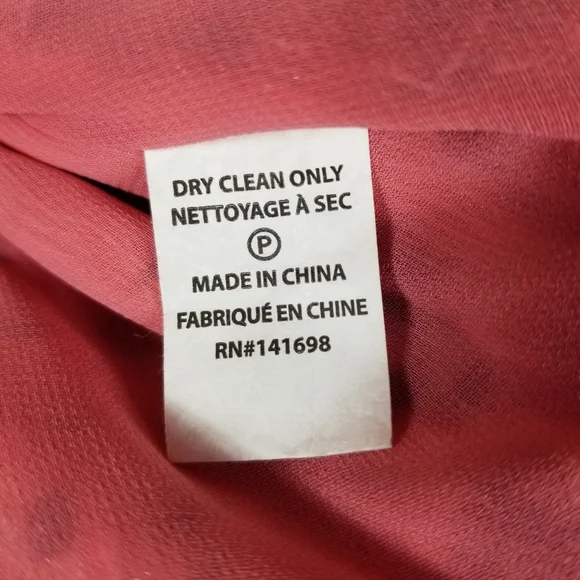 DRY CLEAN ONLY
NETTOYAGE À SEC
P
MADE IN CHINA
FABRIQUÉ EN CHINE
RN#141698